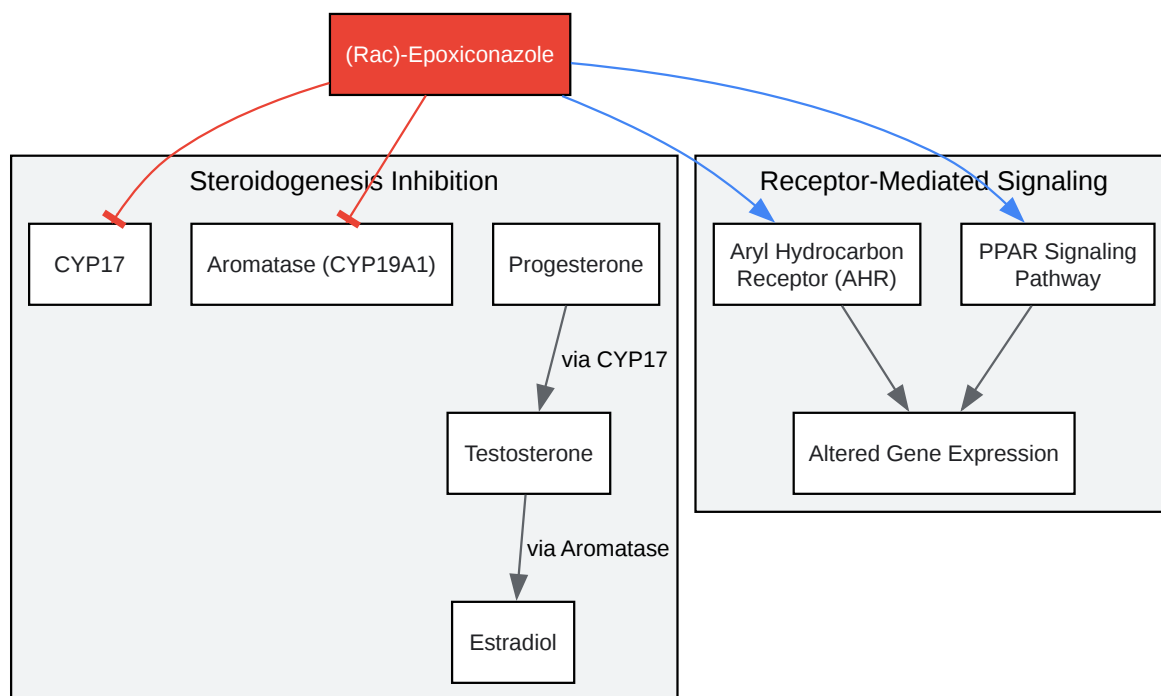 (Rac)-Epoxiconazole
Steroidogenesis Inhibition
Receptor-Mediated Signaling
CYP17
Aromatase (CYP19A1)
Progesterone
Aryl Hydrocarbon
Receptor (AHR)
PPAR Signaling
Pathway
via CYP17
Testosterone
Altered Gene Expression
via Aromatase
Estradiol